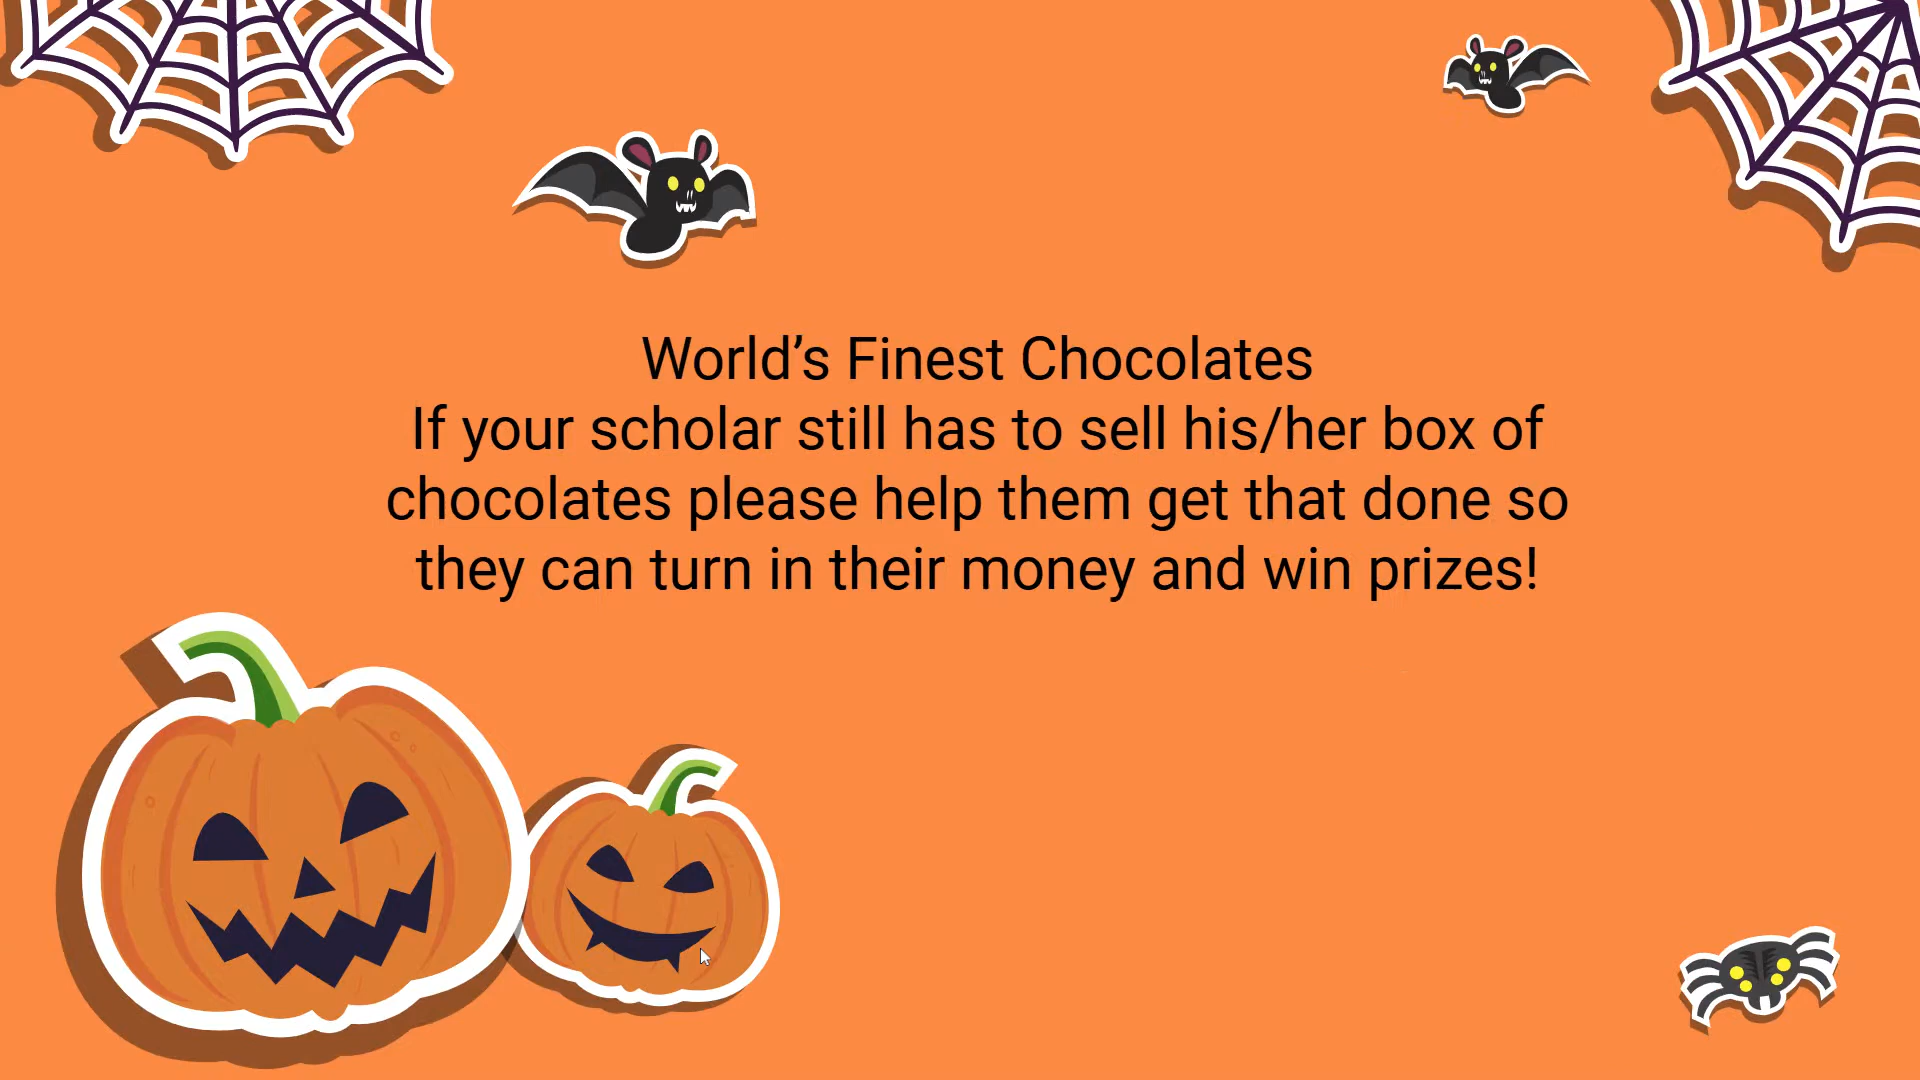 World’s Finest Chocolates
If your scholar still has to sell his/her box of
chocolates please help them get that done so
they can turn in their money and win prizes!